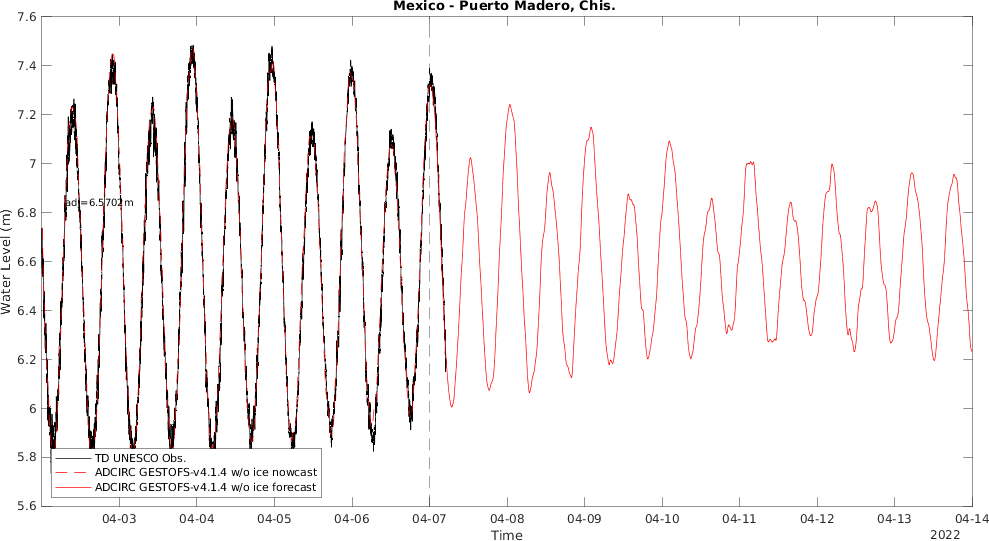 Mexico - Puerto Madero, Chis.
7.6
7.4
7.2
7
6.8
6.6
6.4
6.2
6
5.8
5.6
Water Level (m)
adj=6.5702m
TD UNESCO Obs.
ADCIRC GESTOFS-v4.1.4 w/o ice nowcast
ADCIRC GESTOFS-v4.1.4 w/o ice forecast
04-03 04-04 04-05 04-06 04-07 04-08 04-09 04-10 04-11 04-12 04-13 04-14
Time
2022